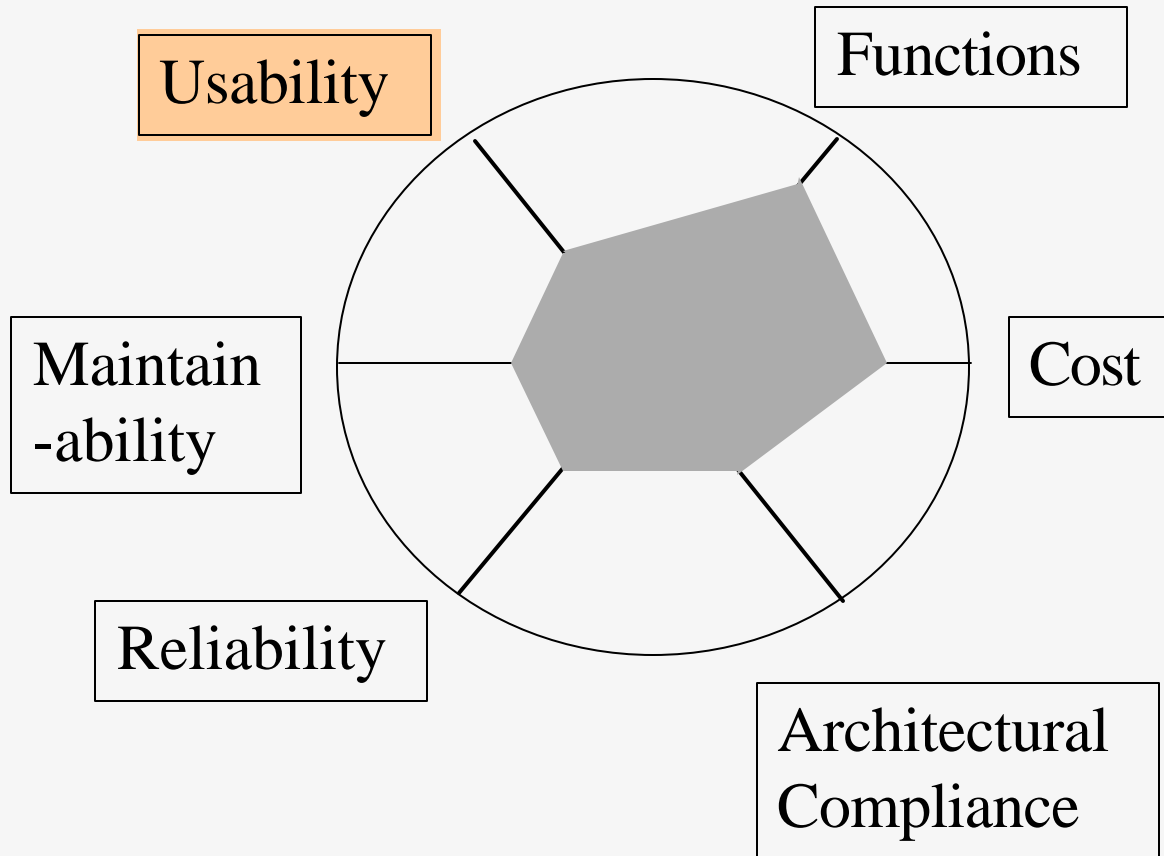 Usability
Functions
Maintain
-ability
Cost
Reliability
Architectural
Compliance